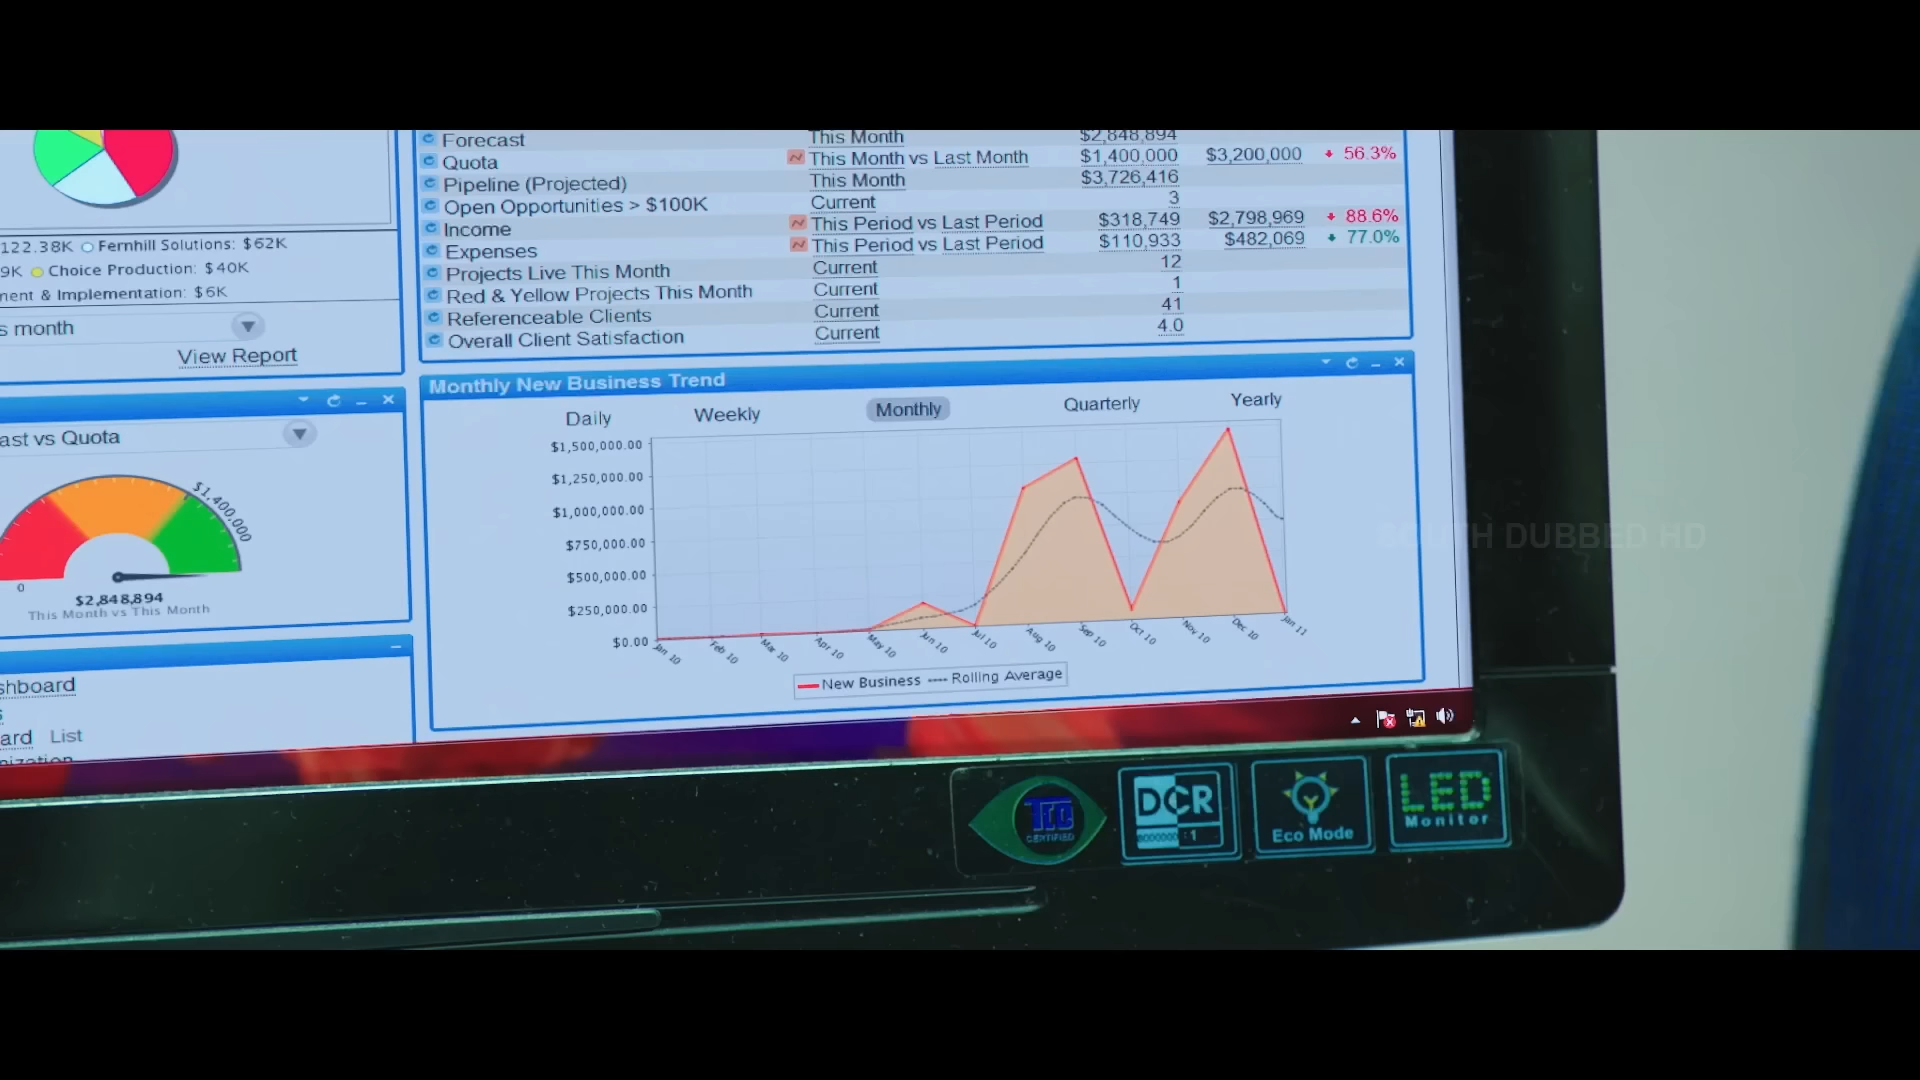 Forecast This Month $2,848,894
Quota This Month vs Last Month $1,400,000 $3,200,000 56.3%
Pipeline (Projected) This Month $3,726,416
Open Opportunities > $100K Current 3
Income This Period vs Last Period $318,749 $2,798,969 88.6%
Expenses This Period vs Last Period $110,933 $482,069 77.0%
Projects Live This Month Current 12
Red & Yellow Projects This Month Current 1
Referenceable Clients Current 41
Overall Client Satisfaction Current 4.0
122.38K Fernhill Solutions: $62K
9K Choice Production: $40K
ment & Implementation: $6K
s month
View Report
ast vs Quota
$1,400,000
0
$2,848,894
This Month vs This Month
shboard
s
ard List
nization
Monthly New Business Trend
Daily Weekly Monthly Quarterly Yearly
$1,500,000.00
$1,250,000.00
$1,000,000.00
$750,000.00
$500,000.00
$250,000.00
$0.00
Jan 10 Feb 10 Mar 10 Apr 10 May 10 Jun 10 Jul 10 Aug 10 Sep 10 Oct 10 Nov 10 Dec 10 Jan 11
New Business Rolling Average
SOUTH DUBBED HD
TCO CERTIFIED
DCR
:1
Eco Mode
LED
Monitor